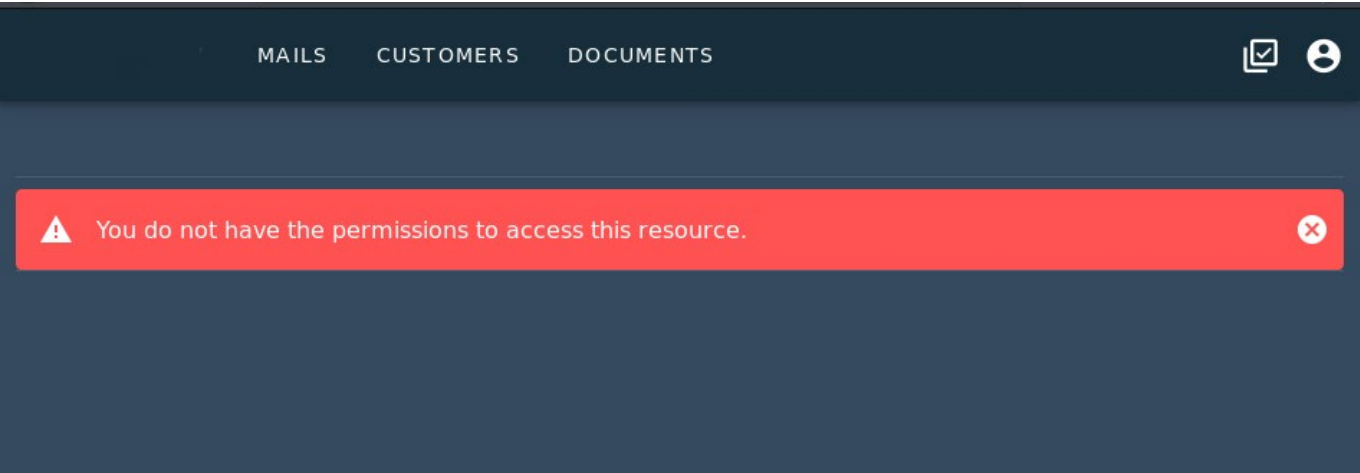 MAILS CUSTOMERS DOCUMENTS
You do not have the permissions to access this resource.